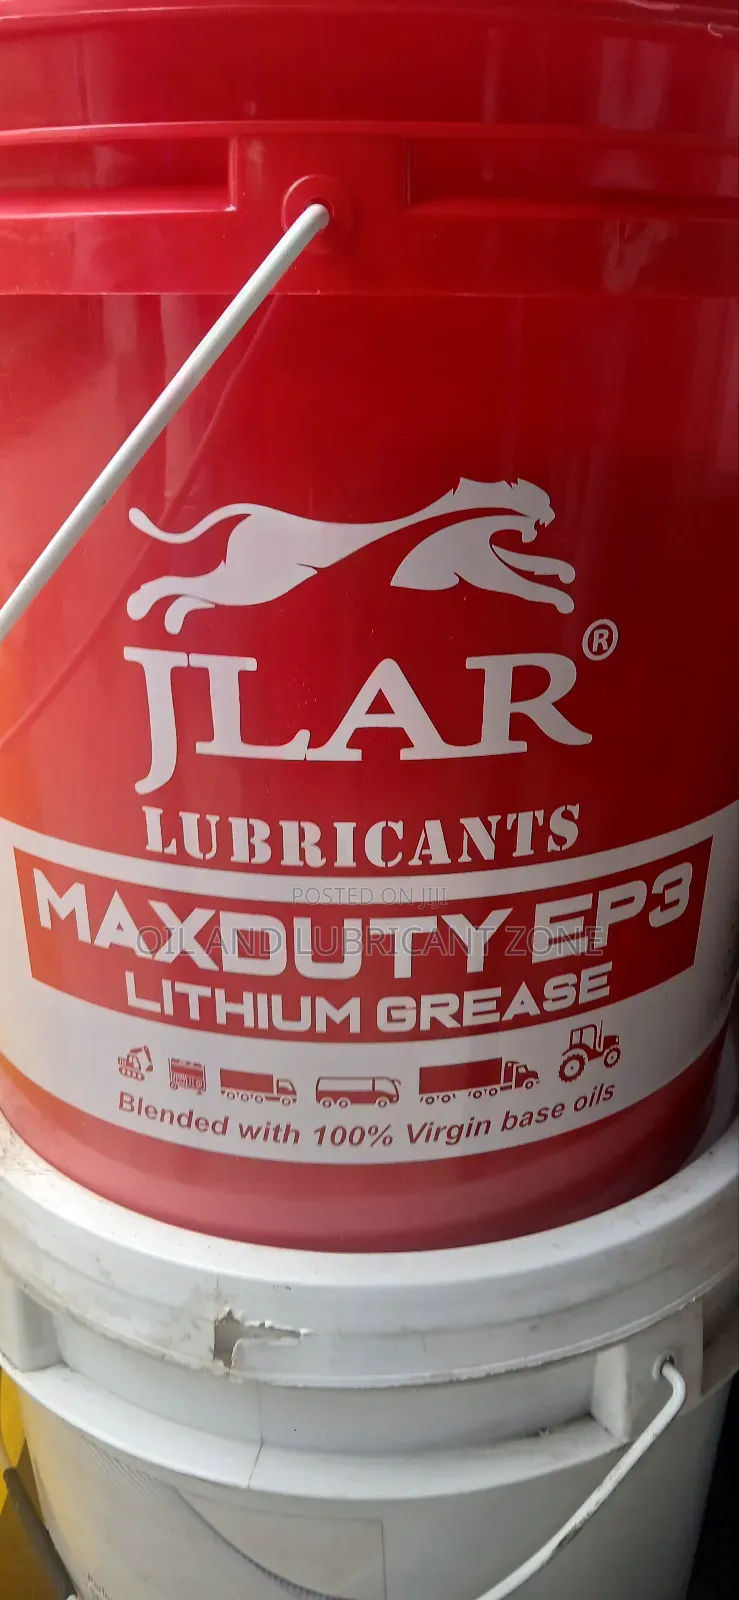 JLAR®
LUBRICANTS
POSTED ON JIJI
MAXDUTY EP3
OIL AND LUBRICANT ZONE
LITHIUM GREASE
Blended with 100% Virgin base oils